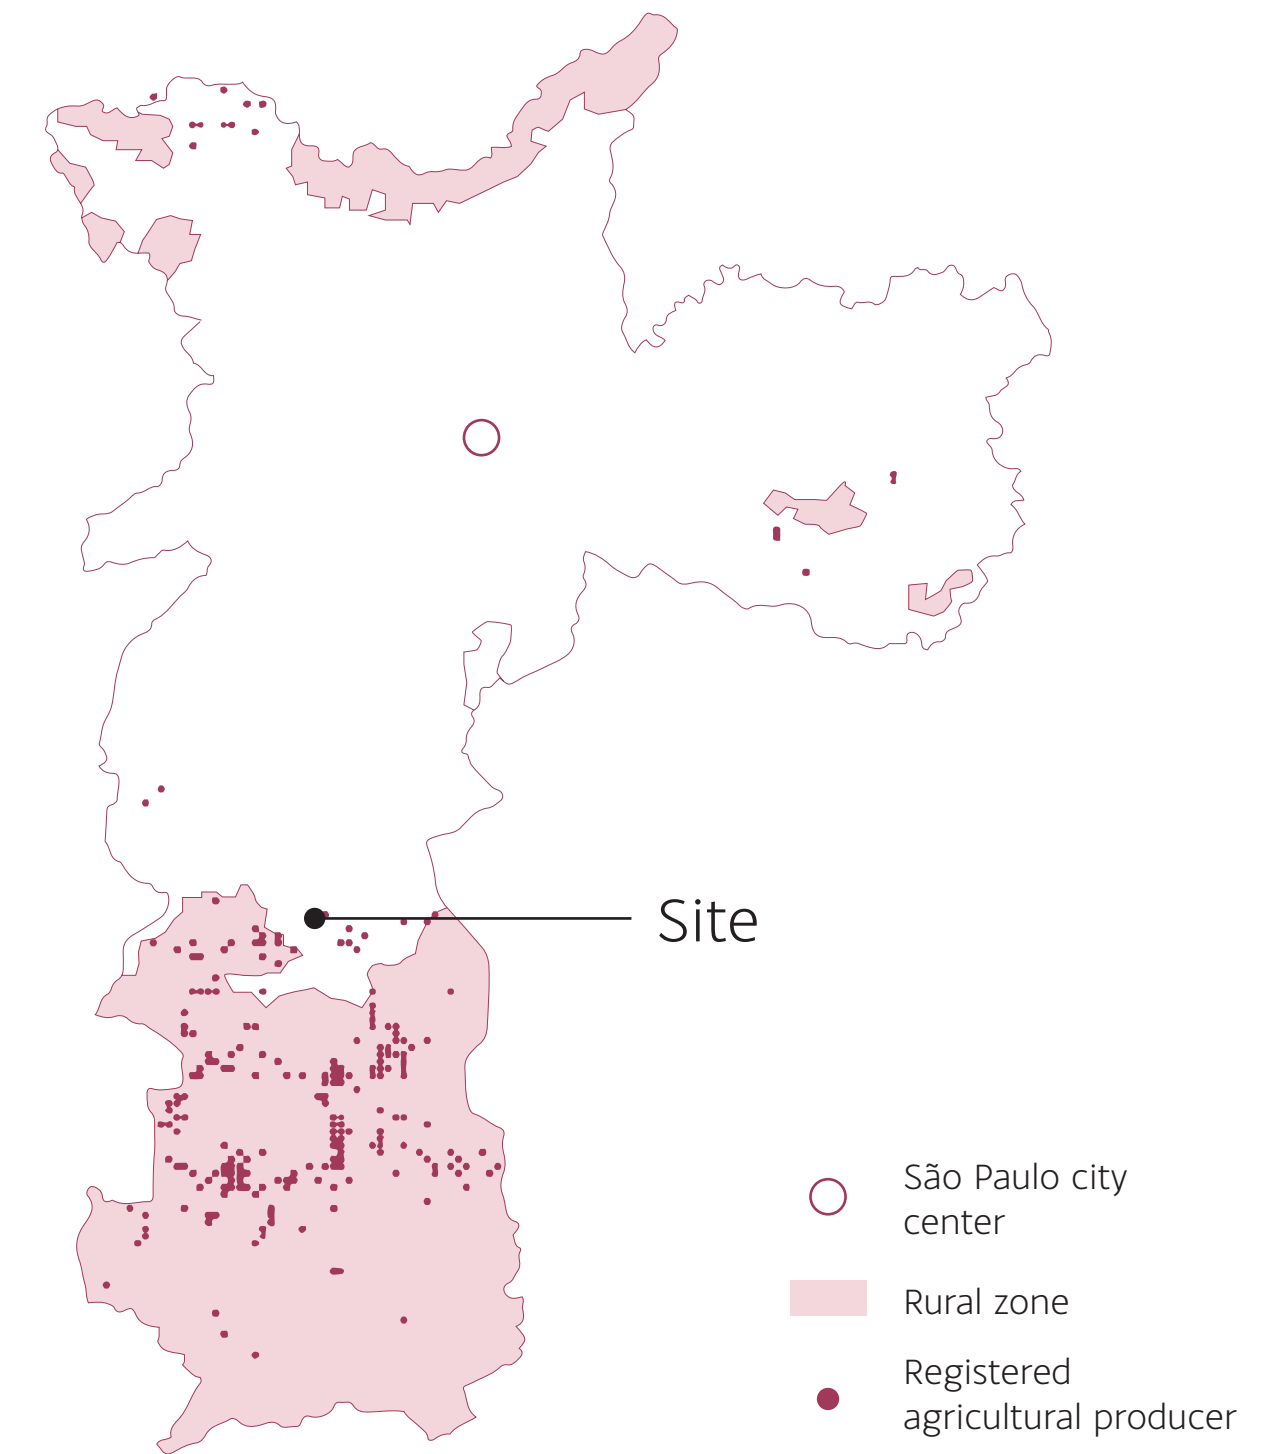 Site
São Paulo city
center
Rural zone
Registered
agricultural producer